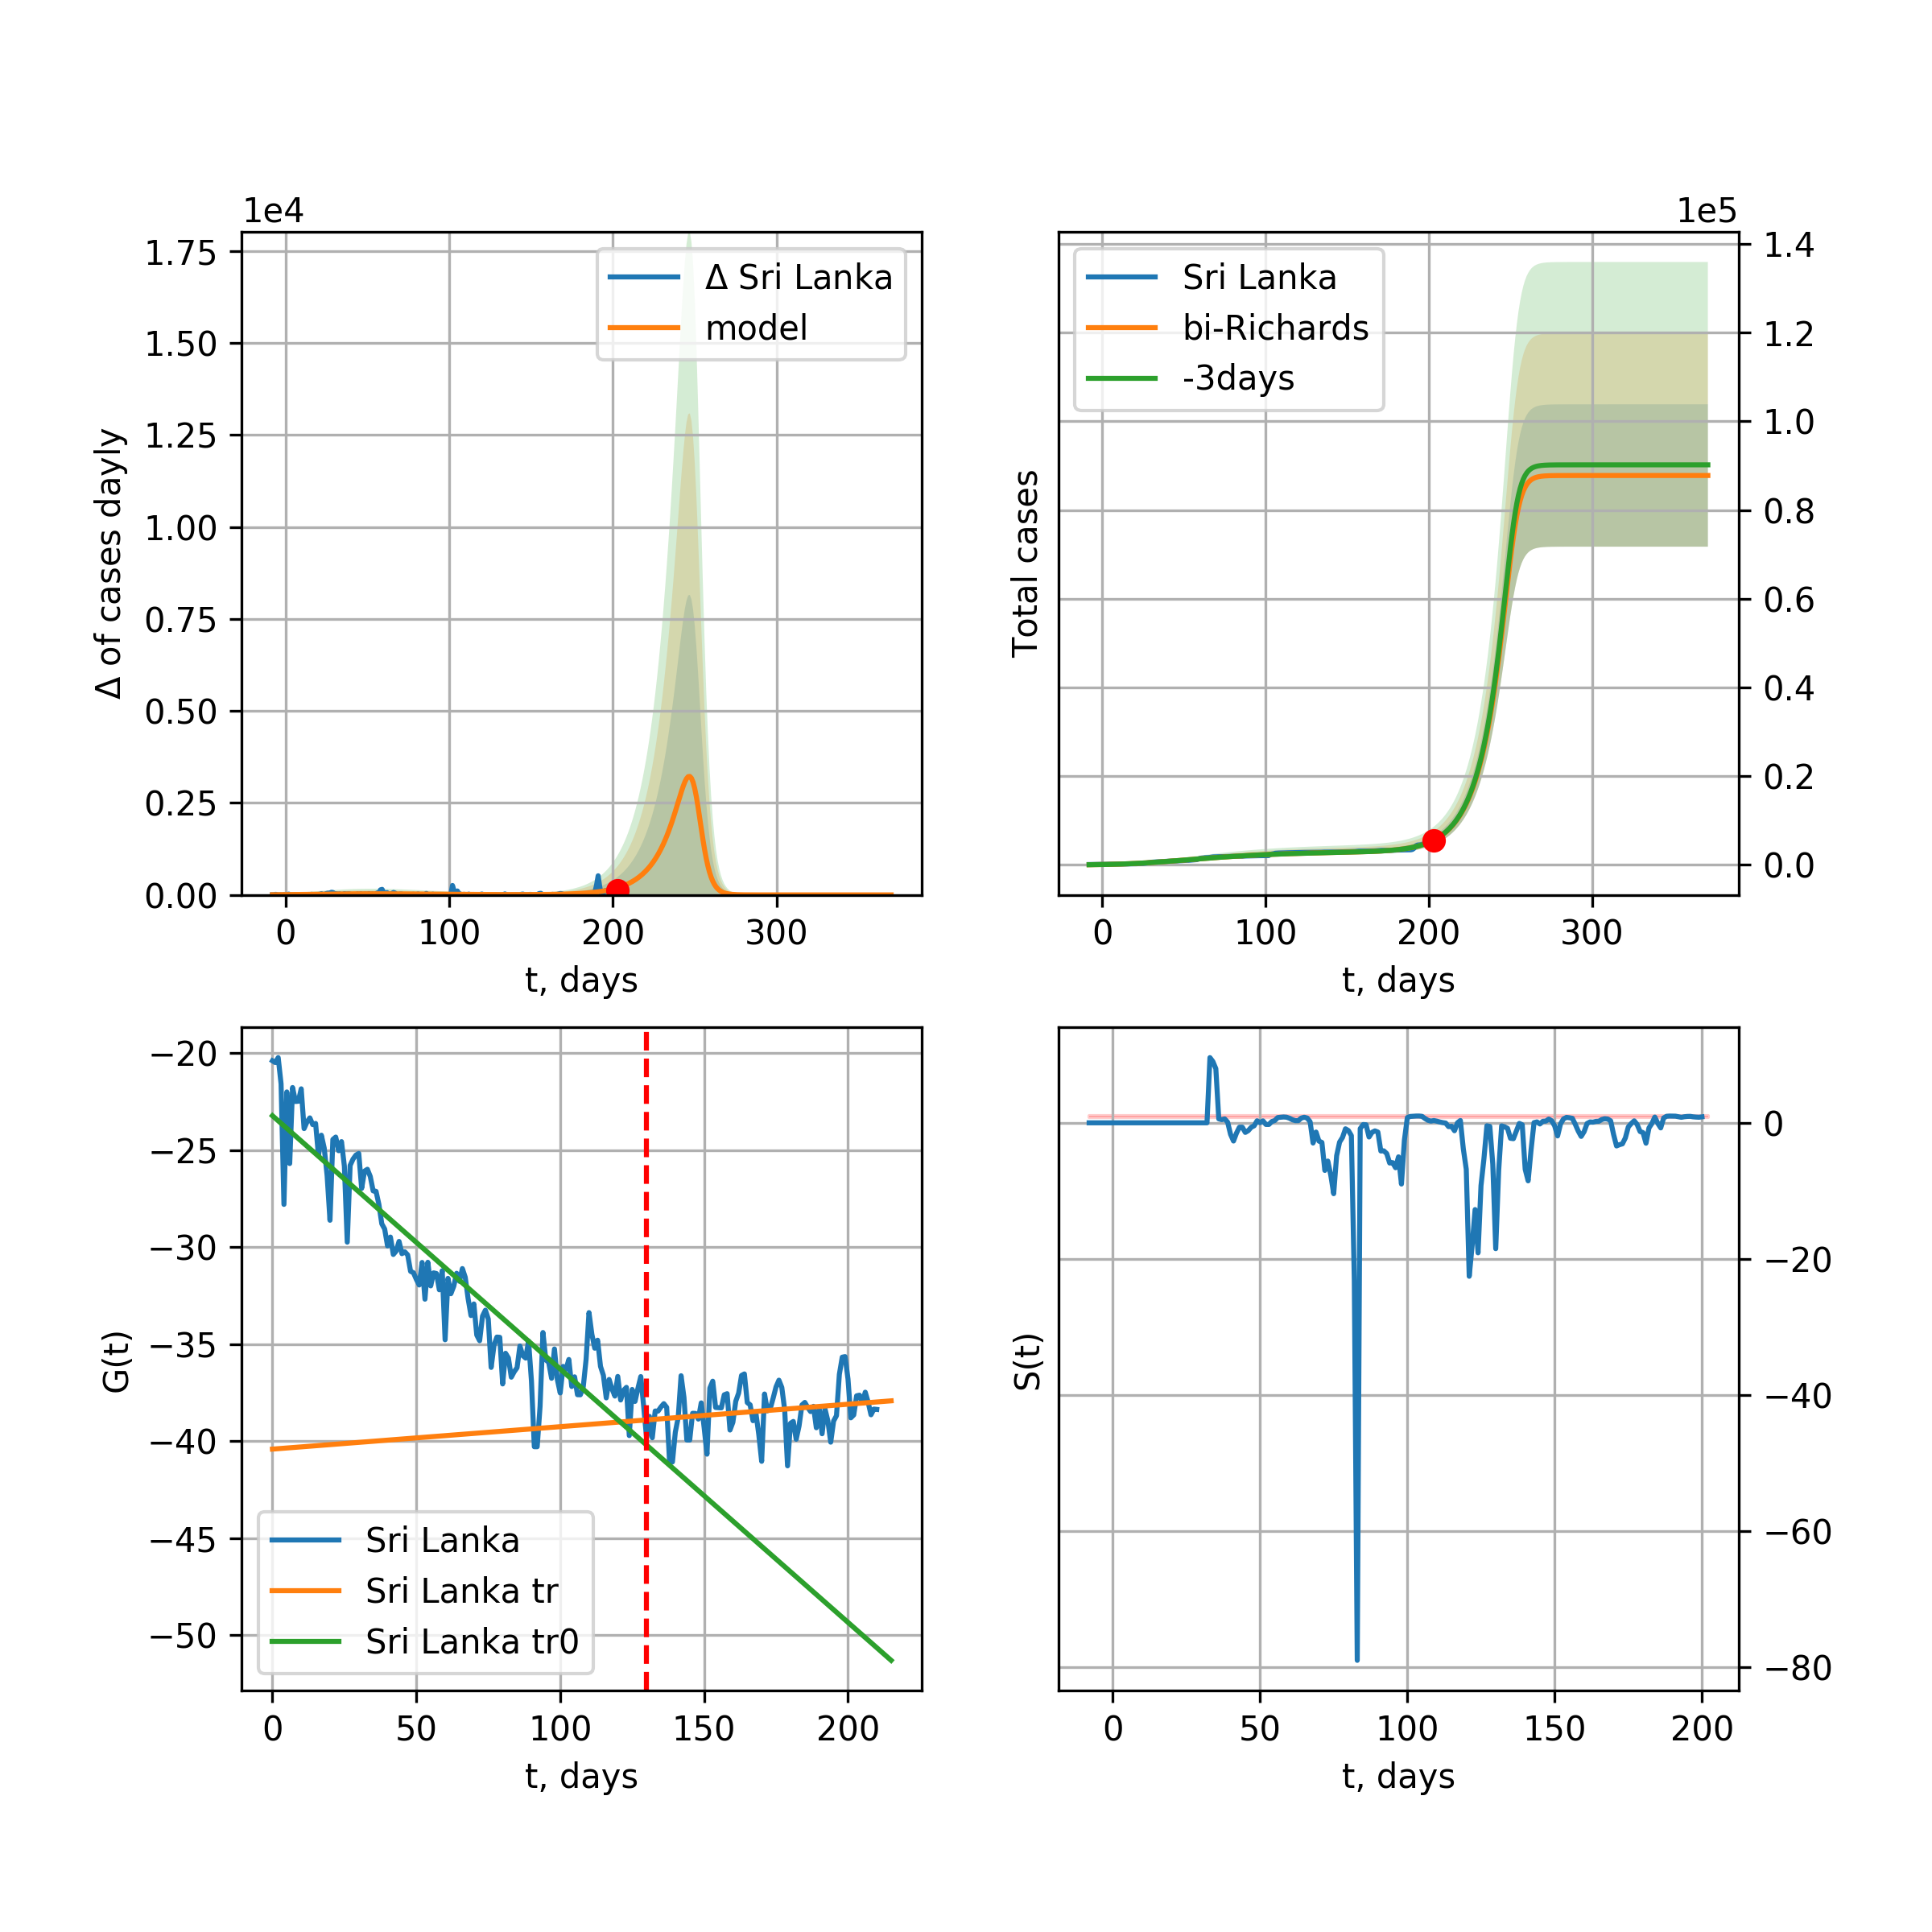 1e4
Δ of cases dayly
1.75
1.50
1.25
1.00
0.75
0.50
0.25
0.00
Δ Sri Lanka
model
0 100 200 300
t, days
1e5
Total cases
Sri Lanka
bi-Richards
-3days
1.4
1.2
1.0
0.8
0.6
0.4
0.2
0.0
0 100 200 300
t, days
G(t)
−20
−25
−30
−35
−40
−45
−50
Sri Lanka
Sri Lanka tr
Sri Lanka tr0
0 50 100 150 200
t, days
S(t)
0
−20
−40
−60
−80
0 50 100 150 200
t, days